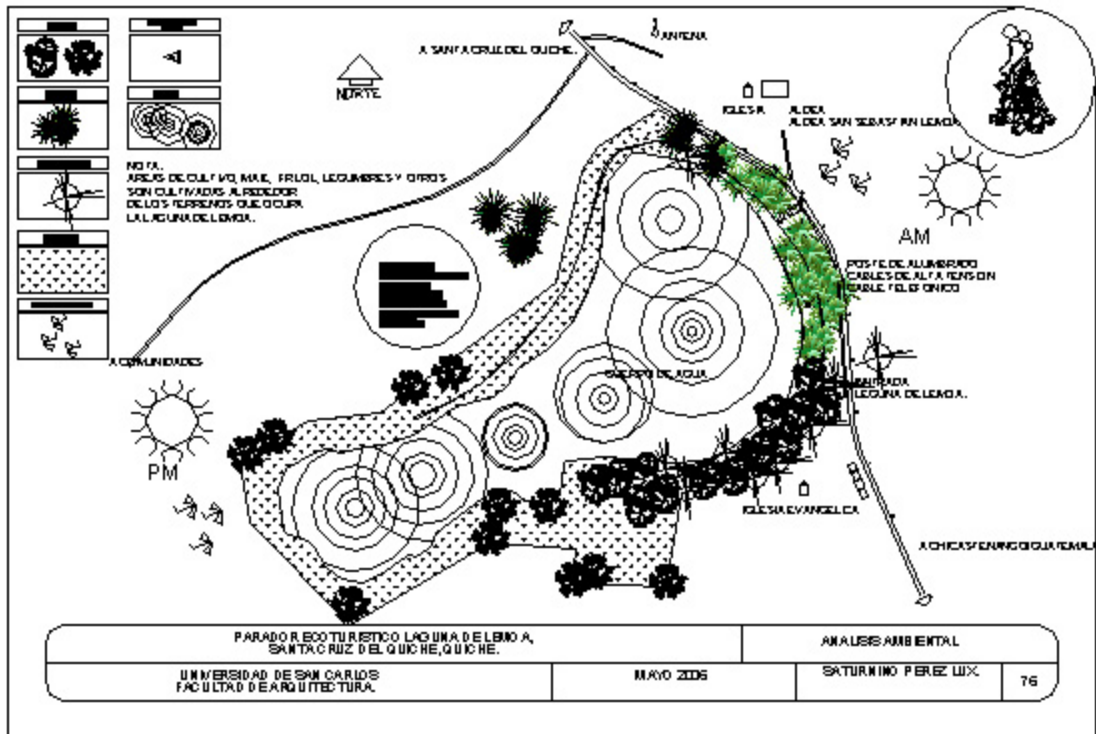 A SANTA CRUZ DEL QUICHE.
ANTENA
NORTE
IGLESIA
ALDEA
ALDEA SAN SEBASTIAN LEMOA
NOTA.
AREAS DE CULTIVO, MAIZ, FRIJOL, LEGUMBRES Y OTROS
SON CULTIVADAS ALREDEDOR
DE LOS TERRENOS QUE OCUPA
LA LAGUNA DE LEMOA.
AM
POSTE DE ALUMBRADO
CABLES DE ALTA TENSION
CABLE TELEFONICO
A COMUNIDADES
CUERPO DE AGUA
ENTRADA
LEGUNA DE LEMOA.
PM
IGLESIA EVANGELICA
PARADOR ECOTURISTICO LAGUNA DE LEMOA,
SANTA CRUZ DEL QUICHE, QUICHE.
ANALISIS AMBIENTAL
UNIVERSIDAD DE SAN CARLOS
FACULTAD DE ARQUITECTURA.
MAYO 2006
SATURNINO PEREZ LUX.
76